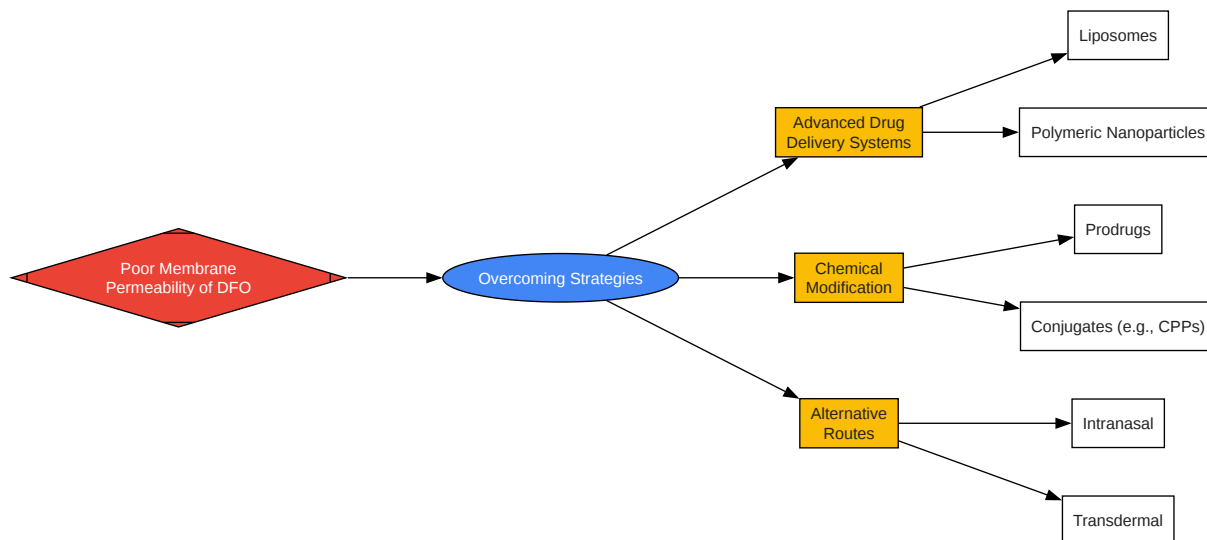 Poor Membrane
Permeability of DFO
Overcoming Strategies
Advanced Drug
Delivery Systems
Liposomes
Polymeric Nanoparticles
Chemical
Modification
Prodrugs
Conjugates (e.g., CPPs)
Alternative
Routes
Intranasal
Transdermal